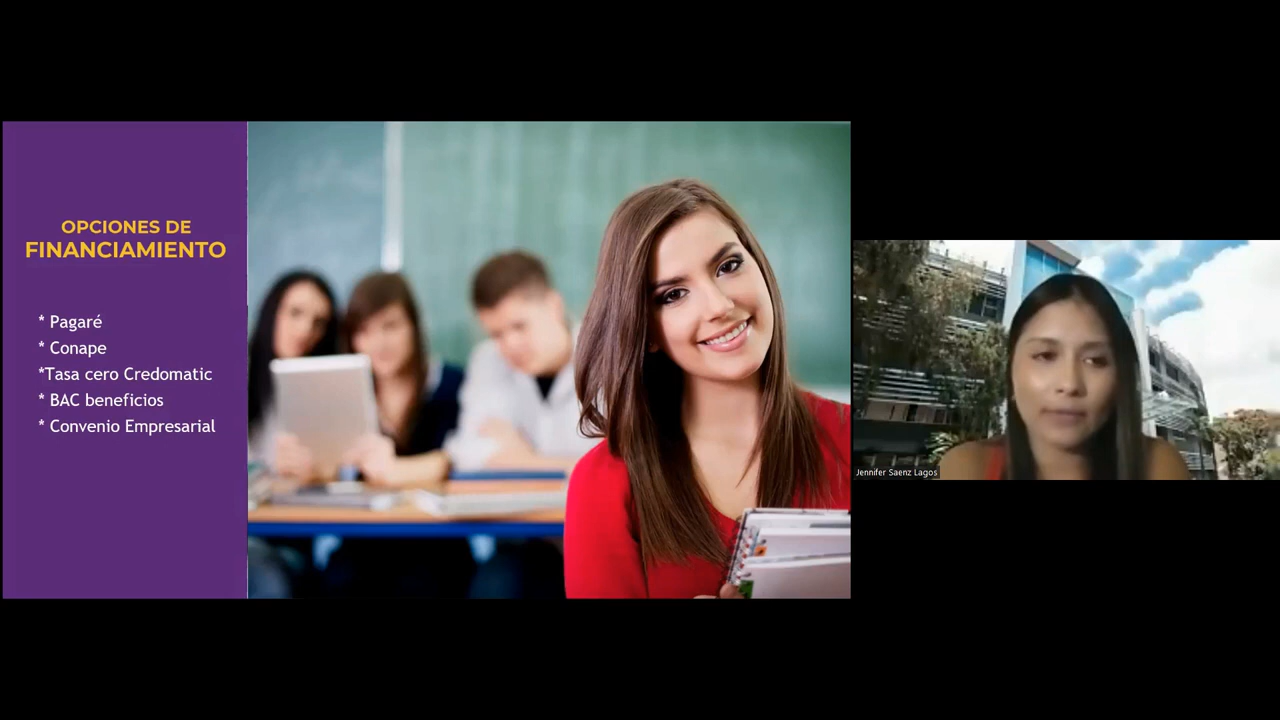 OPCIONES DE
FINANCIAMIENTO
* Pagaré
* Conape
*Tasa cero Credomatic
* BAC beneficios
* Convenio Empresarial
Jennifer Saenz Lagos